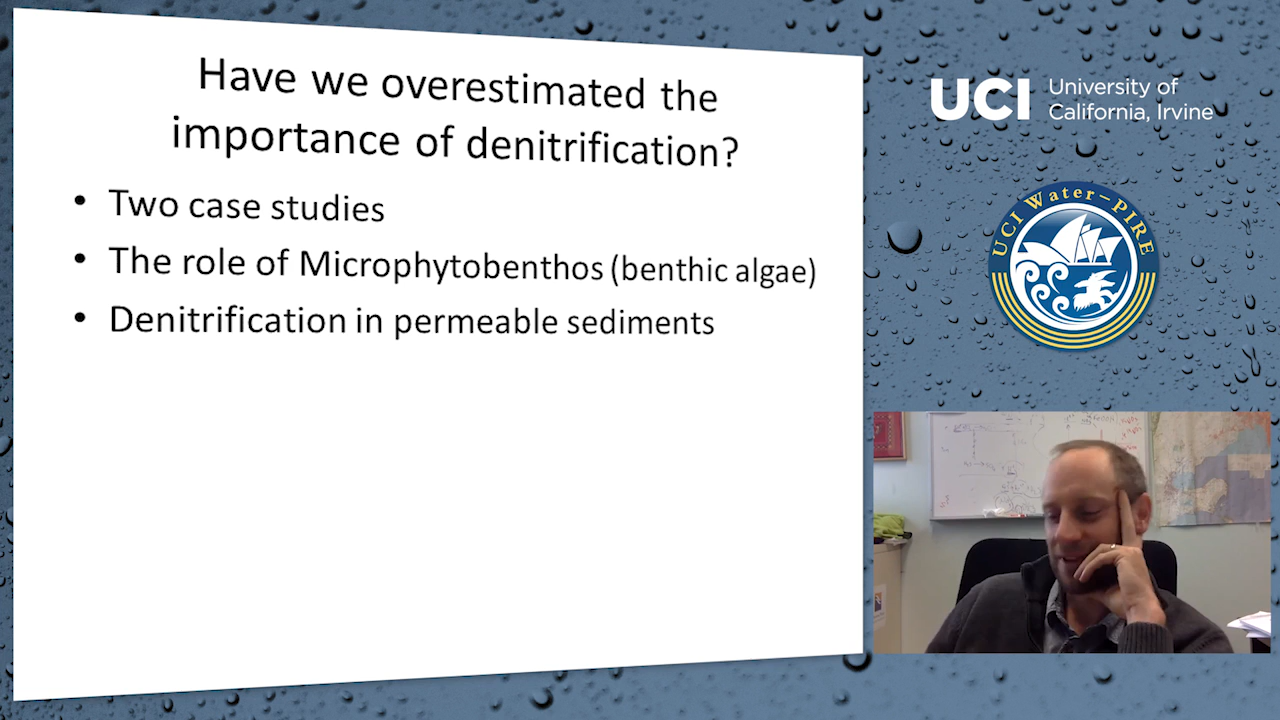 Have we overestimated the
importance of denitrification?
• Two case studies
• The role of Microphytobenthos (benthic algae)
• Denitrification in permeable sediments
UCI University of
California, Irvine
UCI Water-PIRE